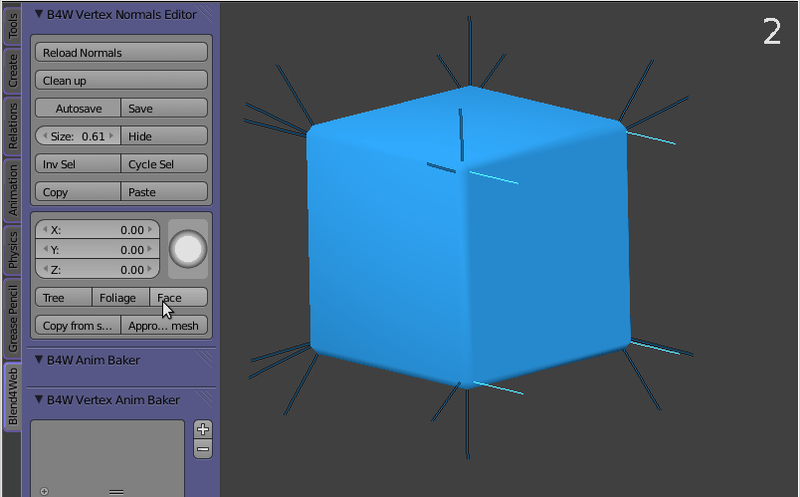 Tools
Create
Relations
Animation
Physics
Grease Pencil
Blend4Web
B4W Vertex Normals Editor
Reload Normals
Clean up
Autosave Save
Size: 0.61 Hide
Inv Sel Cycle Sel
Copy Paste
X: 0.00
Y: 0.00
Z: 0.00
Tree Foliage Face
Copy from s... Appro... mesh
B4W Anim Baker
B4W Vertex Anim Baker
2